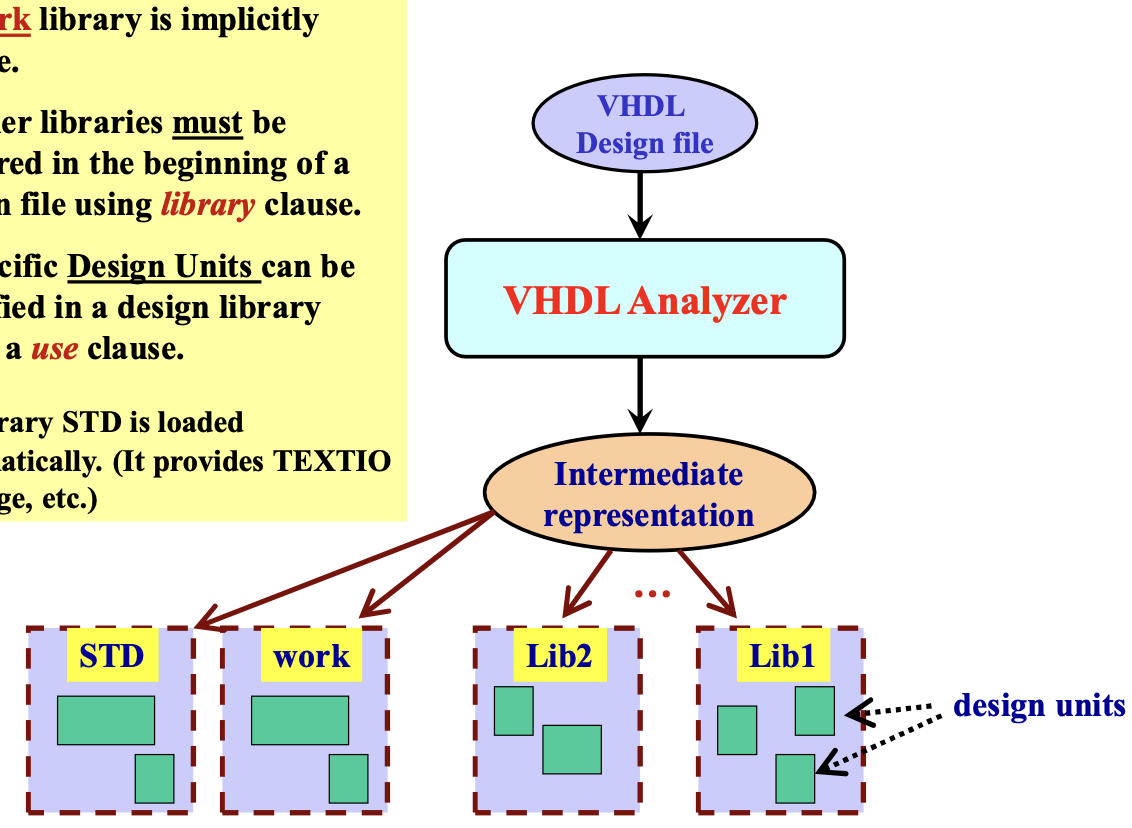 rk library is implicitly
e.
er libraries must be
red in the beginning of a
n file using library clause.
cific Design Units can be
fied in a design library
a use clause.
rary STD is loaded
atically. (It provides TEXTIO
ge, etc.)
VHDL
Design file
VHDL Analyzer
Intermediate
representation
...
STD
work
Lib2
Lib1
design units